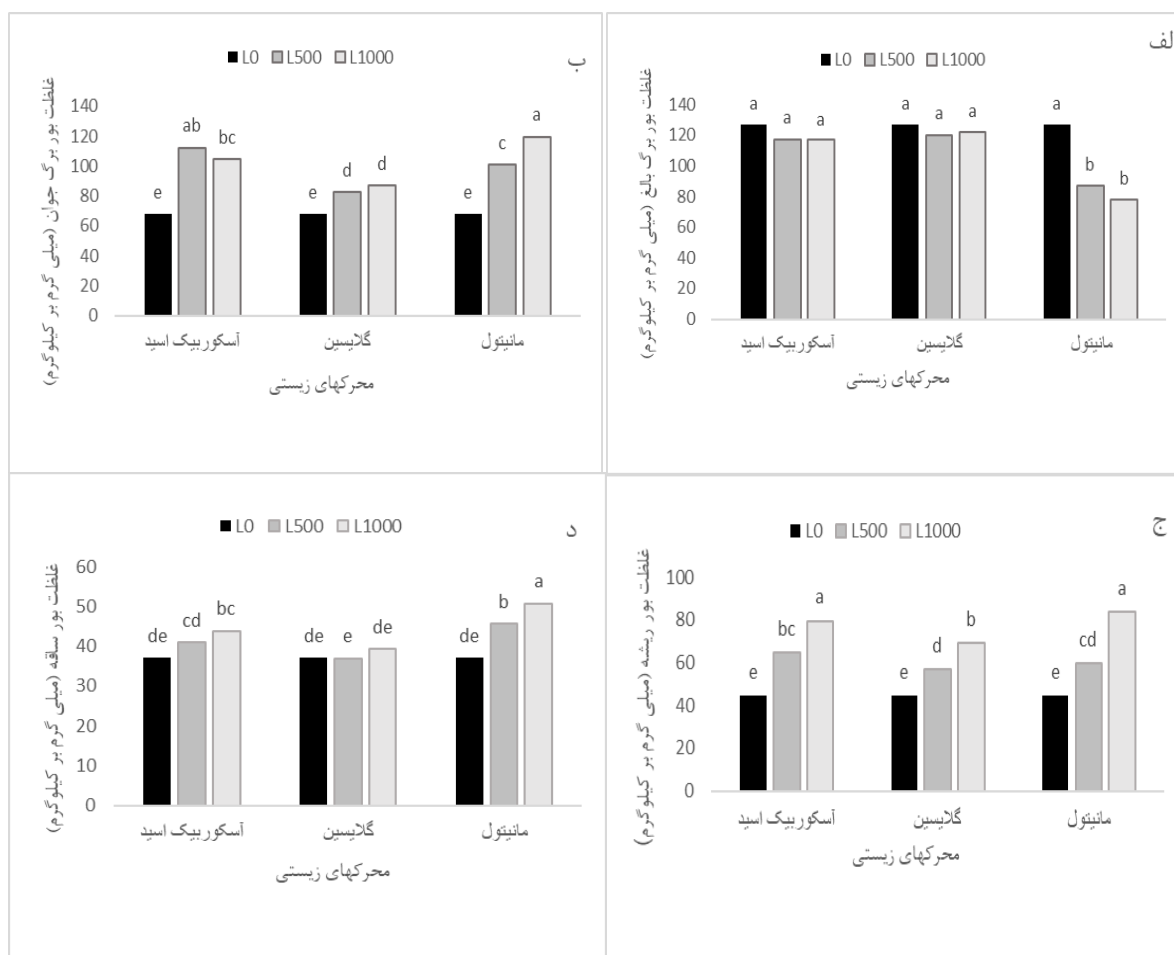 الف
L0 L500 L1000
غلظت بور برگ بالغ (میلی گرم بر کیلوگرم)
140
120
100
80
60
40
20
0
a a a a a a a b b
آسکوربیک اسید گلایسین مانیتول
ب
L0 L500 L1000
غلظت بور برگ جوان (میلی گرم بر کیلوگرم)
140
120
100
80
60
40
20
0
e ab bc e d d e c a
آسکوربیک اسید گلایسین مانیتول
محرکهای زیستی
ج
L0 L500 L1000
غلظت بور ریشه (میلی گرم بر کیلوگرم)
100
80
60
40
20
0
e bc a e d b e cd a
آسکوربیک اسید گلایسین مانیتول
محرکهای زیستی
د
L0 L500 L1000
غلظت بور ساقه (میلی گرم بر کیلوگرم)
60
50
40
30
20
10
0
de cd bc de e de de b a
آسکوربیک اسید گلایسین مانیتول
محرکهای زیستی